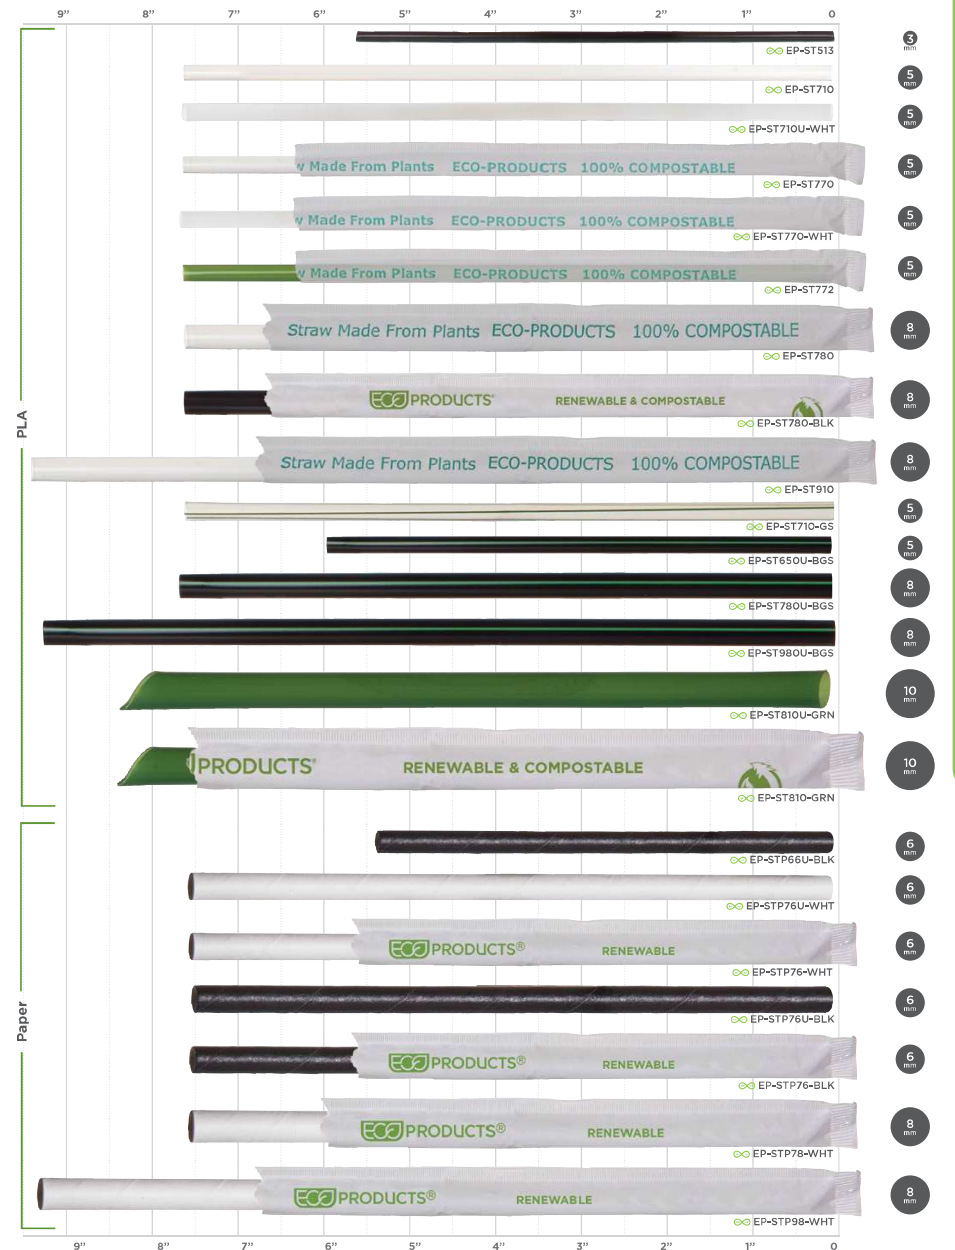 9” 8” 7” 6” 5” 4” 3” 2” 1” 0
PLA
EP-ST513
3 mm
EP-ST710
5 mm
EP-ST710U-WHT
5 mm
w Made From Plants ECO-PRODUCTS 100% COMPOSTABLE
EP-ST770
5 mm
w Made From Plants ECO-PRODUCTS 100% COMPOSTABLE
EP-ST770-WHT
5 mm
w Made From Plants ECO-PRODUCTS 100% COMPOSTABLE
EP-ST772
5 mm
Straw Made From Plants ECO-PRODUCTS 100% COMPOSTABLE
EP-ST780
8 mm
ECO PRODUCTS® RENEWABLE & COMPOSTABLE
EP-ST780-BLK
8 mm
Straw Made From Plants ECO-PRODUCTS 100% COMPOSTABLE
EP-ST910
8 mm
EP-ST710-GS
5 mm
EP-ST650U-BGS
5 mm
EP-ST780U-BGS
8 mm
EP-ST980U-BGS
8 mm
EP-ST810U-GRN
10 mm
PRODUCTS® RENEWABLE & COMPOSTABLE
EP-ST810-GRN
10 mm
Paper
EP-STP66U-BLK
6 mm
EP-STP76U-WHT
6 mm
ECO PRODUCTS® RENEWABLE
EP-STP76-WHT
6 mm
EP-STP76U-BLK
6 mm
ECO PRODUCTS® RENEWABLE
EP-STP76-BLK
6 mm
ECO PRODUCTS® RENEWABLE
EP-STP78-WHT
8 mm
ECO PRODUCTS® RENEWABLE
EP-STP98-WHT
8 mm
9” 8” 7” 6” 5” 4” 3” 2” 1” 0